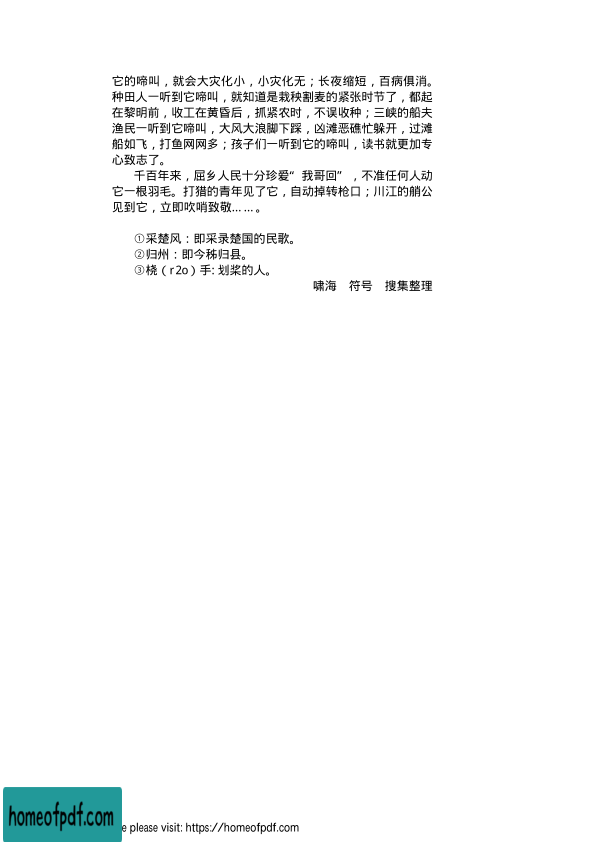 它的啼叫，就会大灾化小，小灾化无；长夜缩短，百病俱消。
种田人一听到它啼叫，就知道是栽秧割麦的紧张时节了，都起
在黎明前，收工在黄昏后，抓紧农时，不误收种；三峡的船夫
渔民一听到它啼叫，大风大浪脚下踩，凶滩恶礁忙躲开，过滩
船如飞，打鱼网网多；孩子们一听到它的啼叫，读书就更加专
心致志了。
千百年来，屈乡人民十分珍爱“我哥回”，不准任何人动
它一根羽毛。打猎的青年见了它，自动掉转枪口；川江的艄公
见到它，立即吹哨致敬……。
①采楚风：即采录楚国的民歌。
②归州：即今秭归县。
③桡（r2o）手: 划桨的人。
啸海　符号　搜集整理
homeofpdf.com
e please visit: https://homeofpdf.com